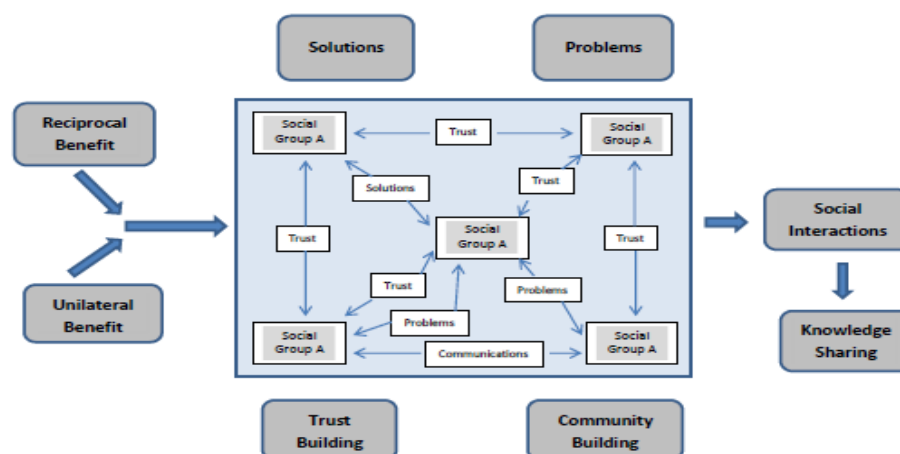 Solutions
Problems
Reciprocal
Benefit
Unilateral
Benefit
Social
Group A
Trust
Social
Group A
Solutions
Trust
Trust
Social
Group A
Trust
Trust
Problems
Problems
Social
Group A
Communications
Social
Group A
Social
Interactions
Knowledge
Sharing
Trust
Building
Community
Building